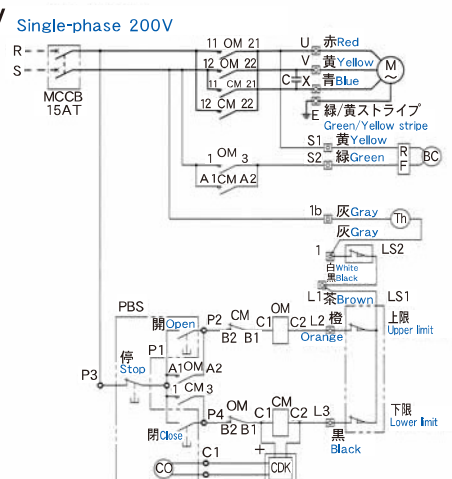 Single-phase 200V
R
S
MCCB
15AT
11 OM 21
12 OM 22
11 CM 21
12 CM 22
U 赤Red
V 黄Yellow
C X 青Blue
M
~
E 緑/黄ストライプ
Green/Yellow stripe
S1 黄Yellow
S2 緑Green
R
F
BC
1 OM 3
A1 CM A2
1b 灰Gray
Th
灰Gray
1
LS2
白White
黒Black
L1 茶Brown LS1
PBS
開Open
P2 CM OM
B2 B1 C1 C2 L2 橙
Orange
上限
Upper limit
停
Stop
P1
P3
A1 OM A2
1 CM 3
P4 OM CM
B2 B1 C1 C2 L3
黒
Black
下限
Lower limit
閉Close
C1
+
CO
CDK